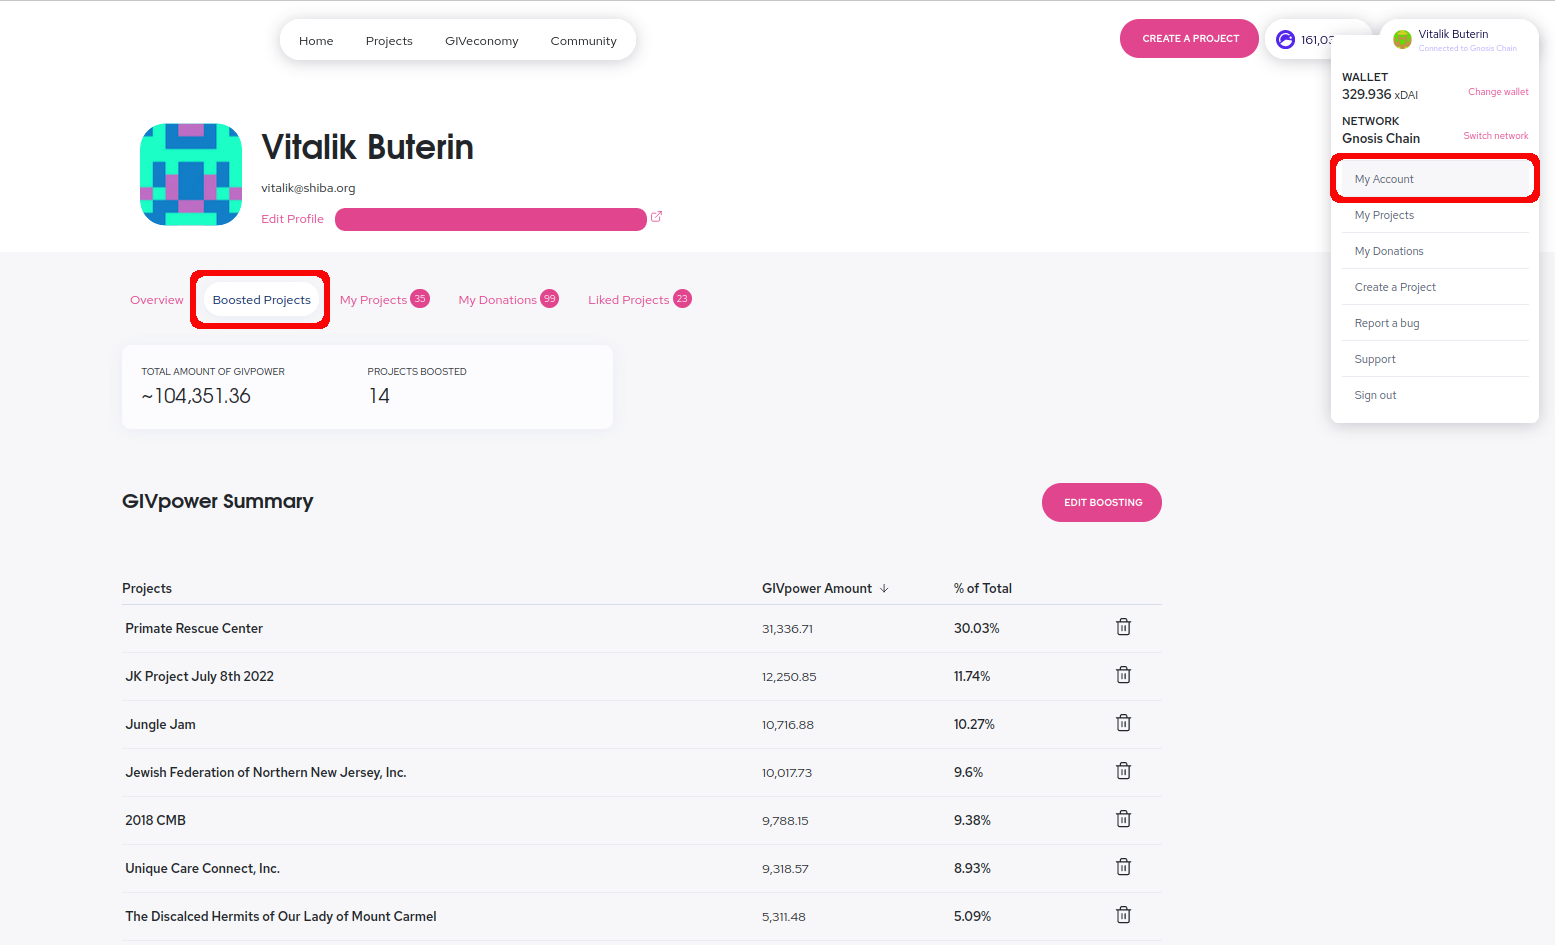 Home Projects GIVeconomy Community
CREATE A PROJECT
Vitalik Buterin
Connected to Gnosis Chain
WALLET
329.936 xDAI Change wallet
NETWORK
Gnosis Chain Switch network
My Account
My Projects
My Donations
Create a Project
Report a bug
Support
Sign out
Vitalik Buterin
vitalik@shiba.org
Edit Profile
Overview Boosted Projects My Projects 35 My Donations 99 Liked Projects 23
TOTAL AMOUNT OF GIVPOWER PROJECTS BOOSTED
~104,351.36 14
GIVpower Summary EDIT BOOSTING
Projects GIVpower Amount ↓ % of Total
Primate Rescue Center 31,336.71 30.03%
JK Project July 8th 2022 12,250.85 11.74%
Jungle Jam 10,716.88 10.27%
Jewish Federation of Northern New Jersey, Inc. 10,017.73 9.6%
2018 CMB 9,788.15 9.38%
Unique Care Connect, Inc. 9,318.57 8.93%
The Discalced Hermits of Our Lady of Mount Carmel 5,311.48 5.09%